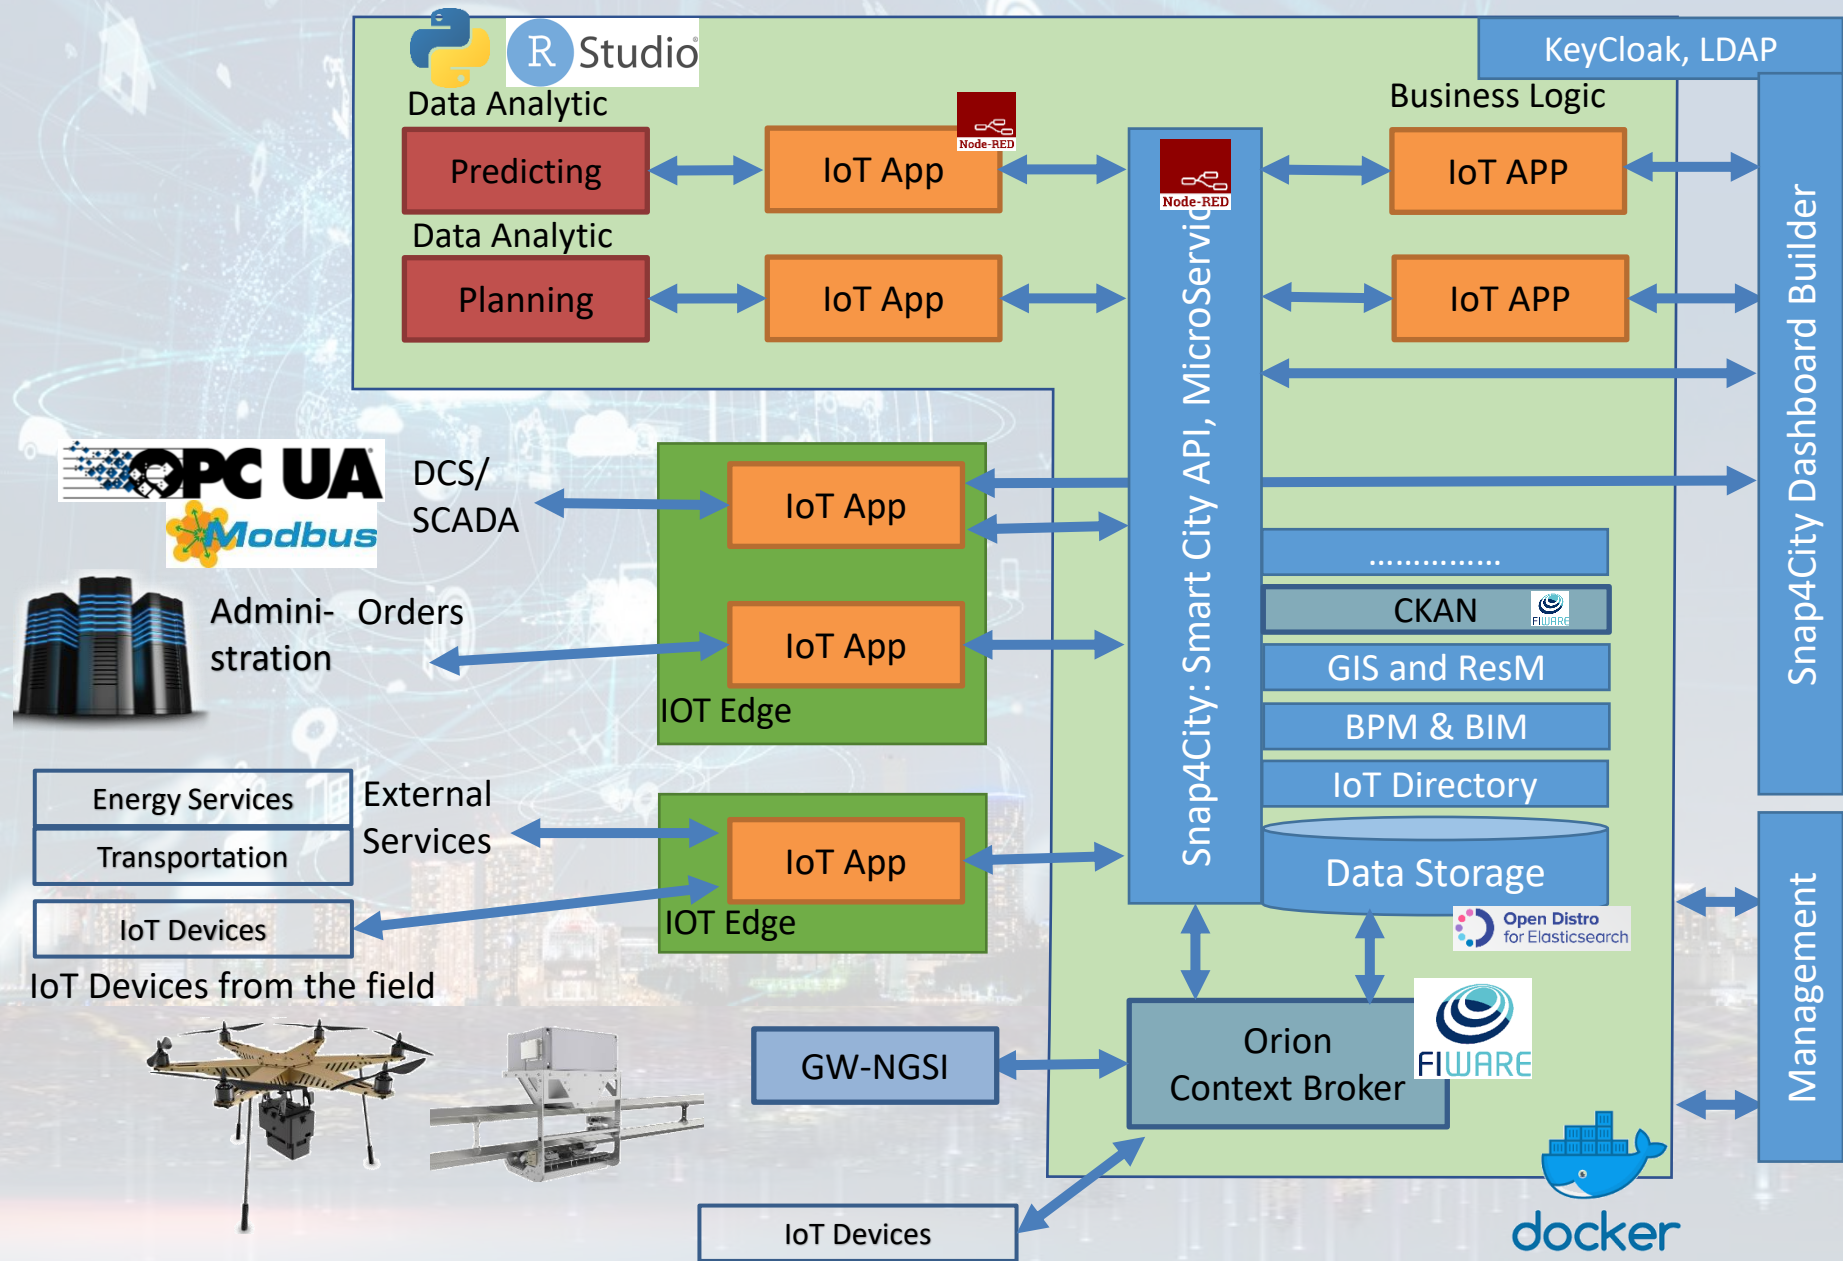 R Studio
KeyCloak, LDAP
Data Analytic
Business Logic
Node-RED
Predicting
IoT App
Node-RED
IoT APP
Data Analytic
Planning
IoT App
IoT APP
Snap4City: Smart City API, MicroServic
Snap4City Dashboard Builder
OPC UA
Modbus
DCS/
SCADA
IoT App
Admini-
stration
Orders
IoT App
IOT Edge
...............
CKAN
FIWARE
GIS and ResM
BPM & BIM
IoT Directory
Data Storage
Open Distro
for Elasticsearch
Energy Services
Transportation
External
Services
IoT App
IoT Devices
IOT Edge
IoT Devices from the field
Management
GW-NGSI
Orion
Context Broker
FIWARE
IoT Devices
docker